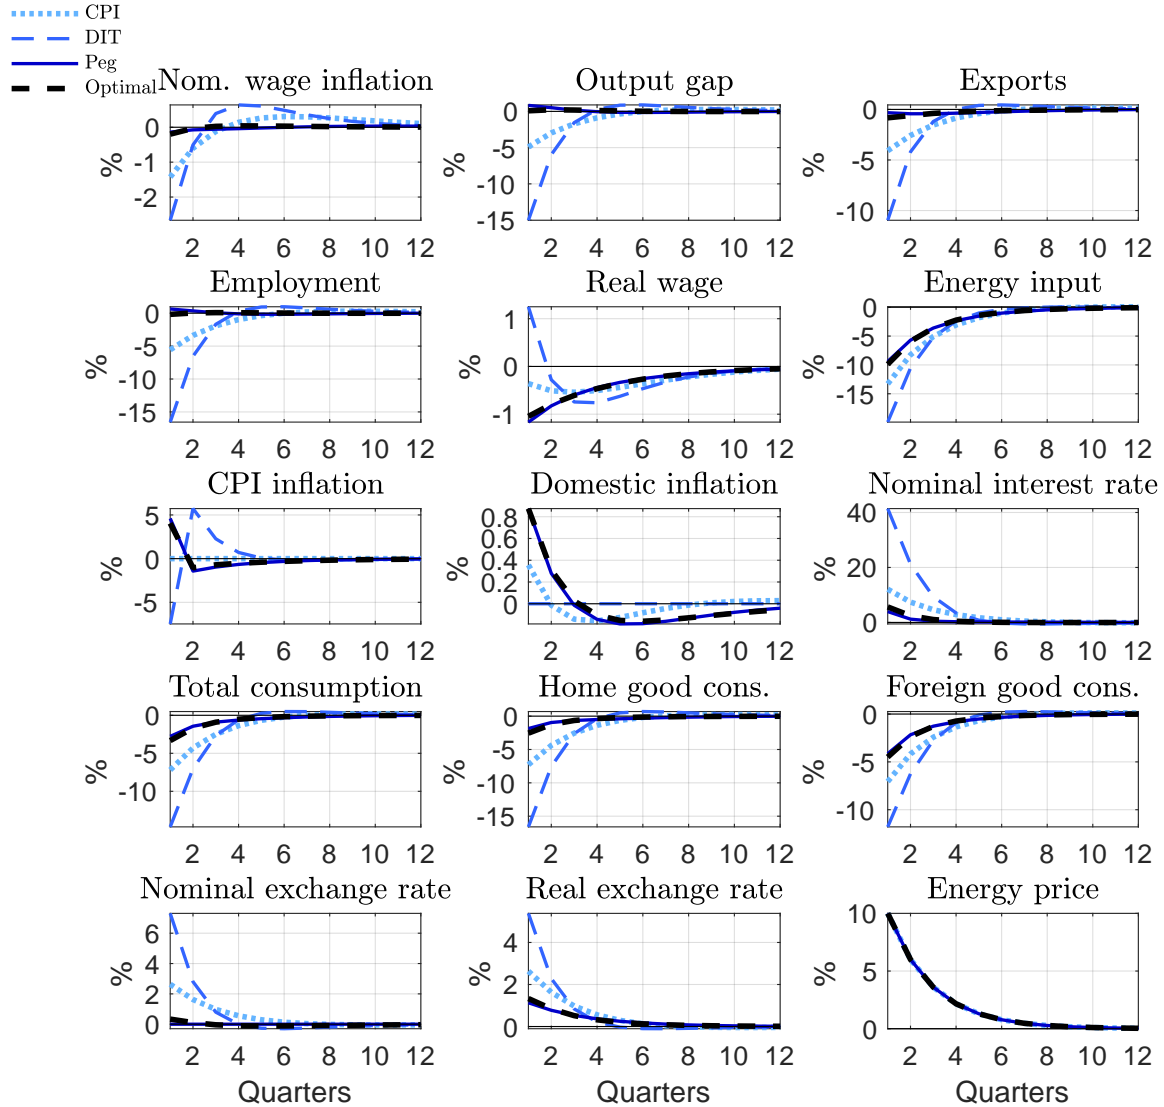 CPI
DIT
Peg
Optimal
Nom. wage inflation
Output gap
Exports
%
0
-1
-2
2 4 6 8 10 12
%
0
-5
-10
-15
2 4 6 8 10 12
%
0
-5
-10
2 4 6 8 10 12
Employment
Real wage
Energy input
%
0
-5
-10
-15
2 4 6 8 10 12
%
1
0
-1
2 4 6 8 10 12
%
0
-5
-10
-15
2 4 6 8 10 12
CPI inflation
Domestic inflation
Nominal interest rate
%
5
0
-5
2 4 6 8 10 12
%
0.8
0.6
0.4
0.2
0
2 4 6 8 10 12
%
40
20
0
2 4 6 8 10 12
Total consumption
Home good cons.
Foreign good cons.
%
0
-5
-10
2 4 6 8 10 12
%
0
-5
-10
-15
2 4 6 8 10 12
%
0
-5
-10
2 4 6 8 10 12
Nominal exchange rate
Real exchange rate
Energy price
%
6
4
2
0
2 4 6 8 10 12
Quarters
%
4
2
0
2 4 6 8 10 12
Quarters
%
10
5
0
2 4 6 8 10 12
Quarters